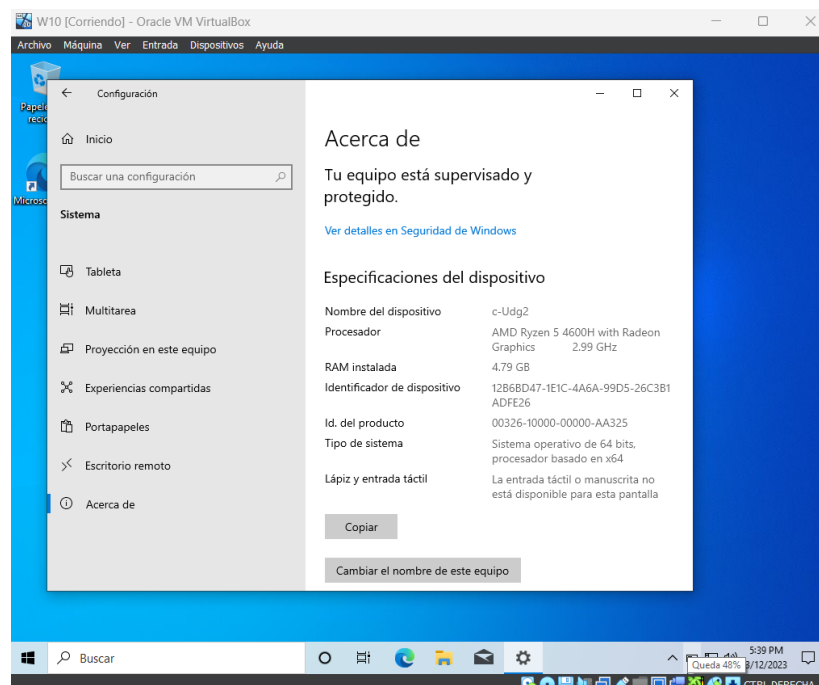 W10 [Corriendo] - Oracle VM VirtualBox
Archivo Máquina Ver Entrada Dispositivos Ayuda
Configuración
Inicio
Buscar una configuración
Sistema
Tableta
Multitarea
Proyección en este equipo
Experiencias compartidas
Portapapeles
Escritorio remoto
Acerca de
Acerca de
Tu equipo está supervisado y
protegido.
Ver detalles en Seguridad de Windows
Especificaciones del dispositivo
Nombre del dispositivo c-Udg2
Procesador AMD Ryzen 5 4600H with Radeon
Graphics 2.99 GHz
RAM instalada 4.79 GB
Identificador de dispositivo 12B6BD47-1E1C-4A6A-99D5-26C3B1
ADFE26
Id. del producto 00326-10000-00000-AA325
Tipo de sistema Sistema operativo de 64 bits,
procesador basado en x64
Lápiz y entrada táctil La entrada táctil o manuscrita no
está disponible para esta pantalla
Copiar
Cambiar el nombre de este equipo
Buscar
5:39 PM
Queda 48%
3/12/2023
CTRL DERECHA